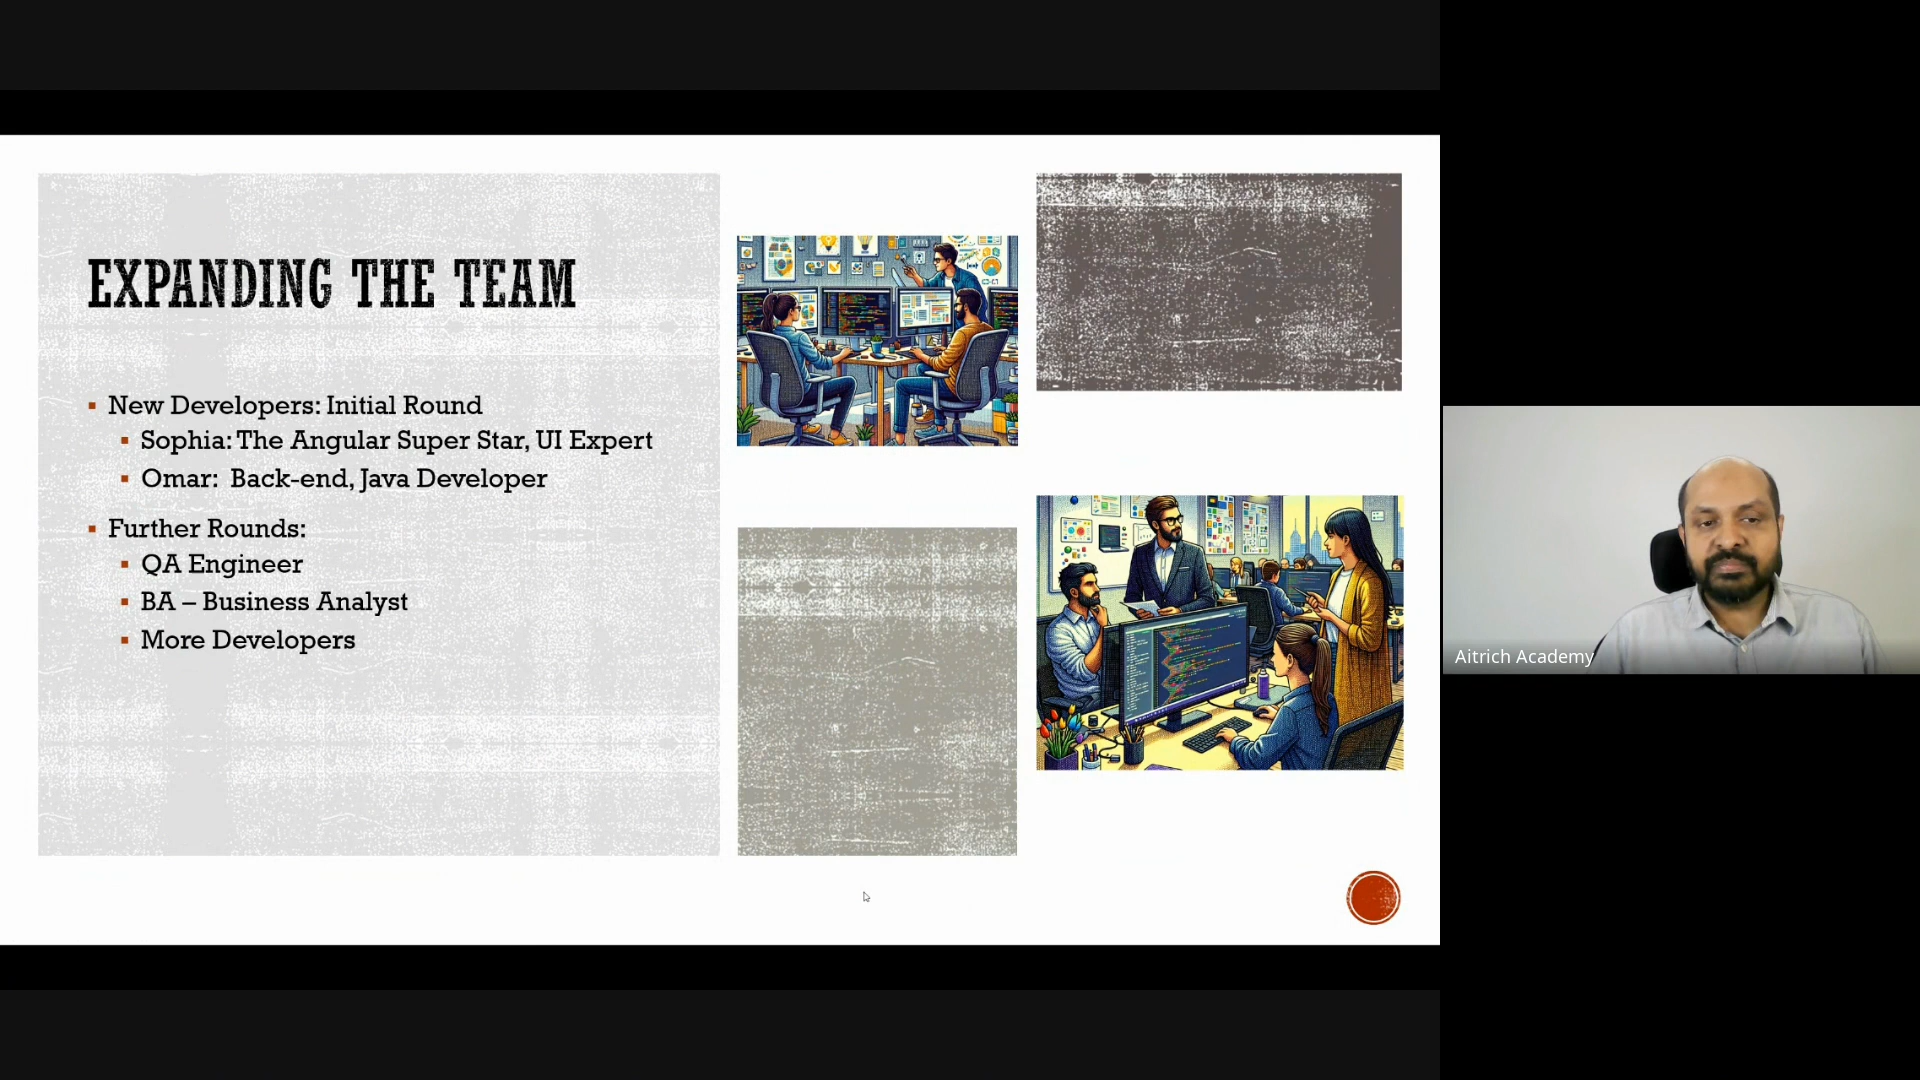 EXPANDING THE TEAM
New Developers: Initial Round
Sophia: The Angular Super Star, UI Expert
Omar: Back-end, Java Developer
Further Rounds:
QA Engineer
BA – Business Analyst
More Developers
Aitrich Academy